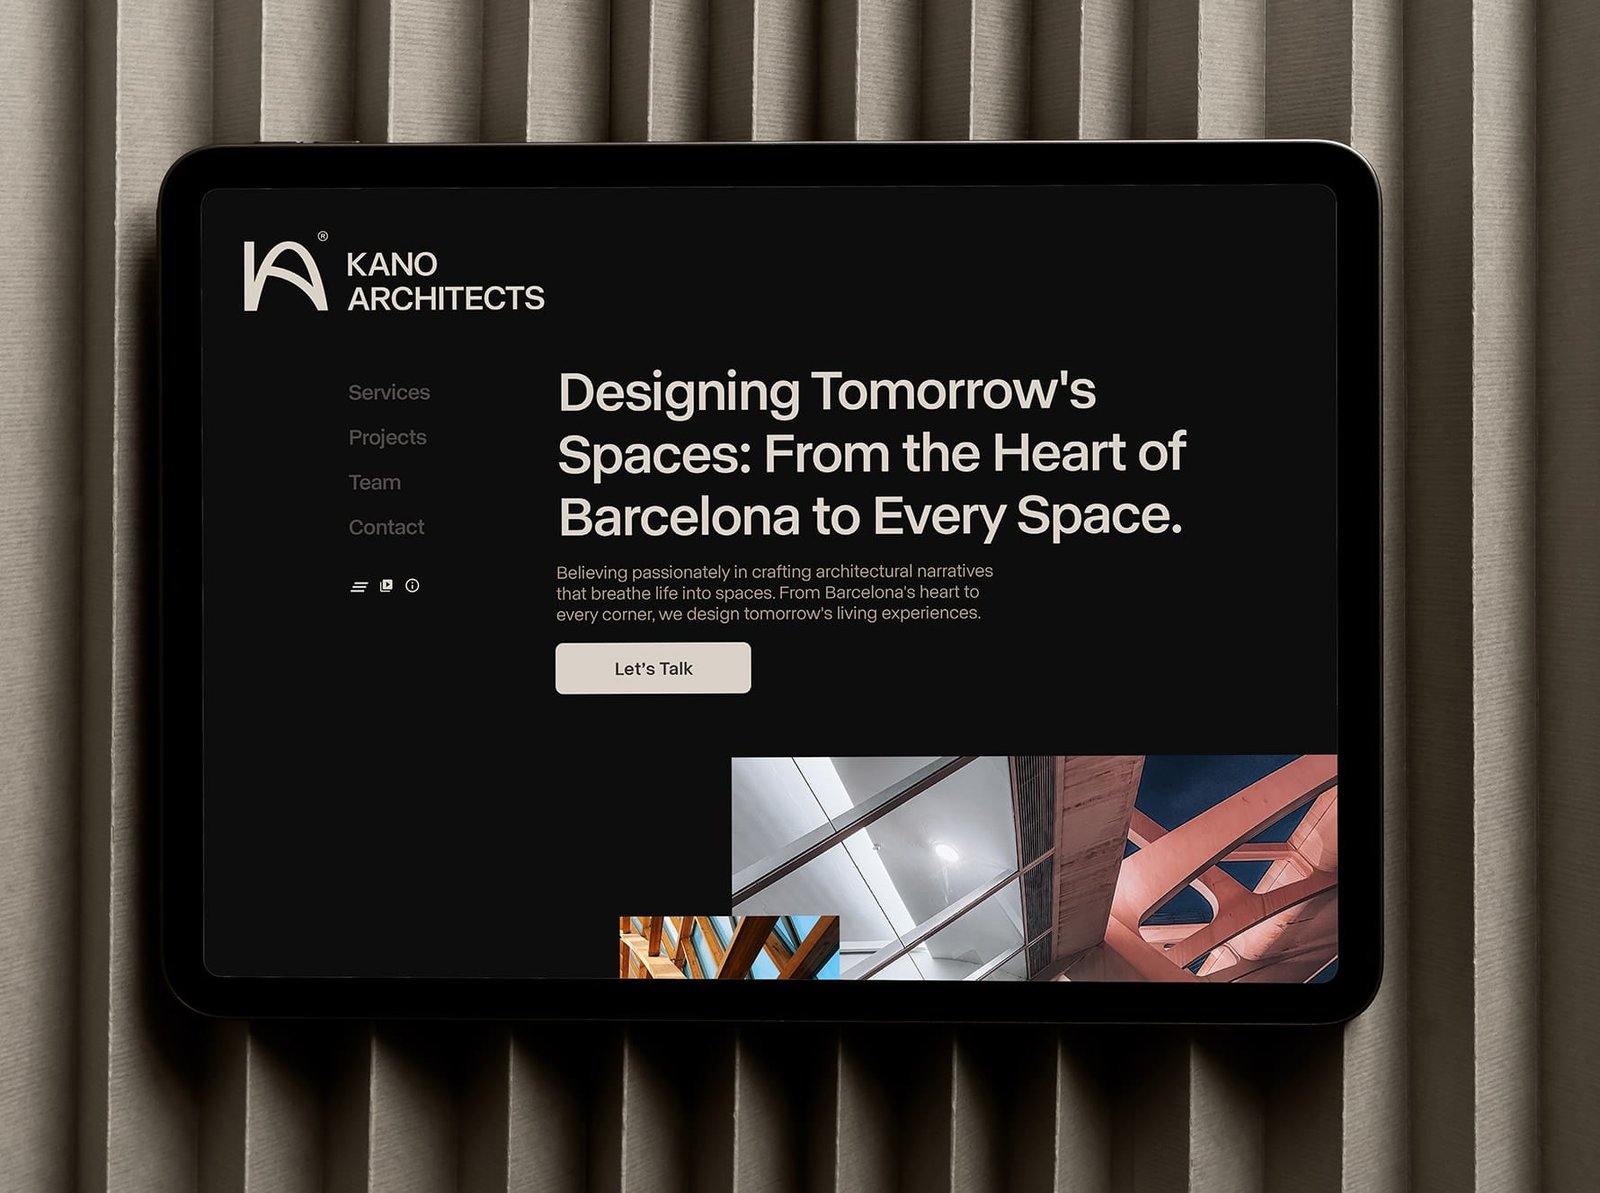 KANO
ARCHITECTS
®
Services
Projects
Team
Contact
Designing Tomorrow's
Spaces: From the Heart of
Barcelona to Every Space.
Believing passionately in crafting architectural narratives
that breathe life into spaces. From Barcelona's heart to
every corner, we design tomorrow's living experiences.
Let’s Talk